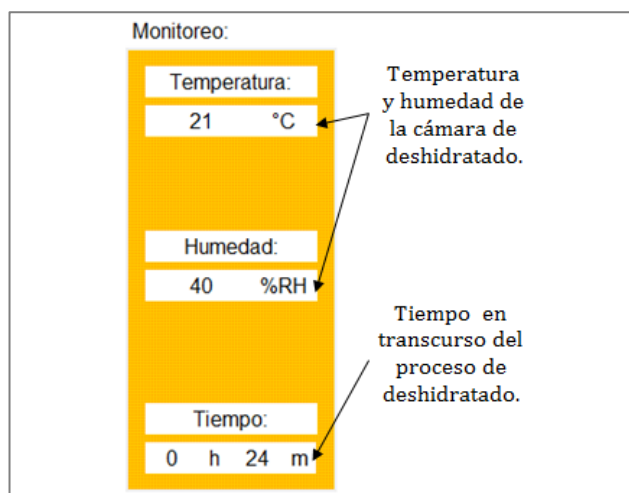 Monitoreo:
Temperatura:
21 °C
Temperatura
y humedad de
la cámara de
deshidratado.
Humedad:
40 %RH
Tiempo en
transcurso del
proceso de
deshidratado.
Tiempo:
0 h 24 m